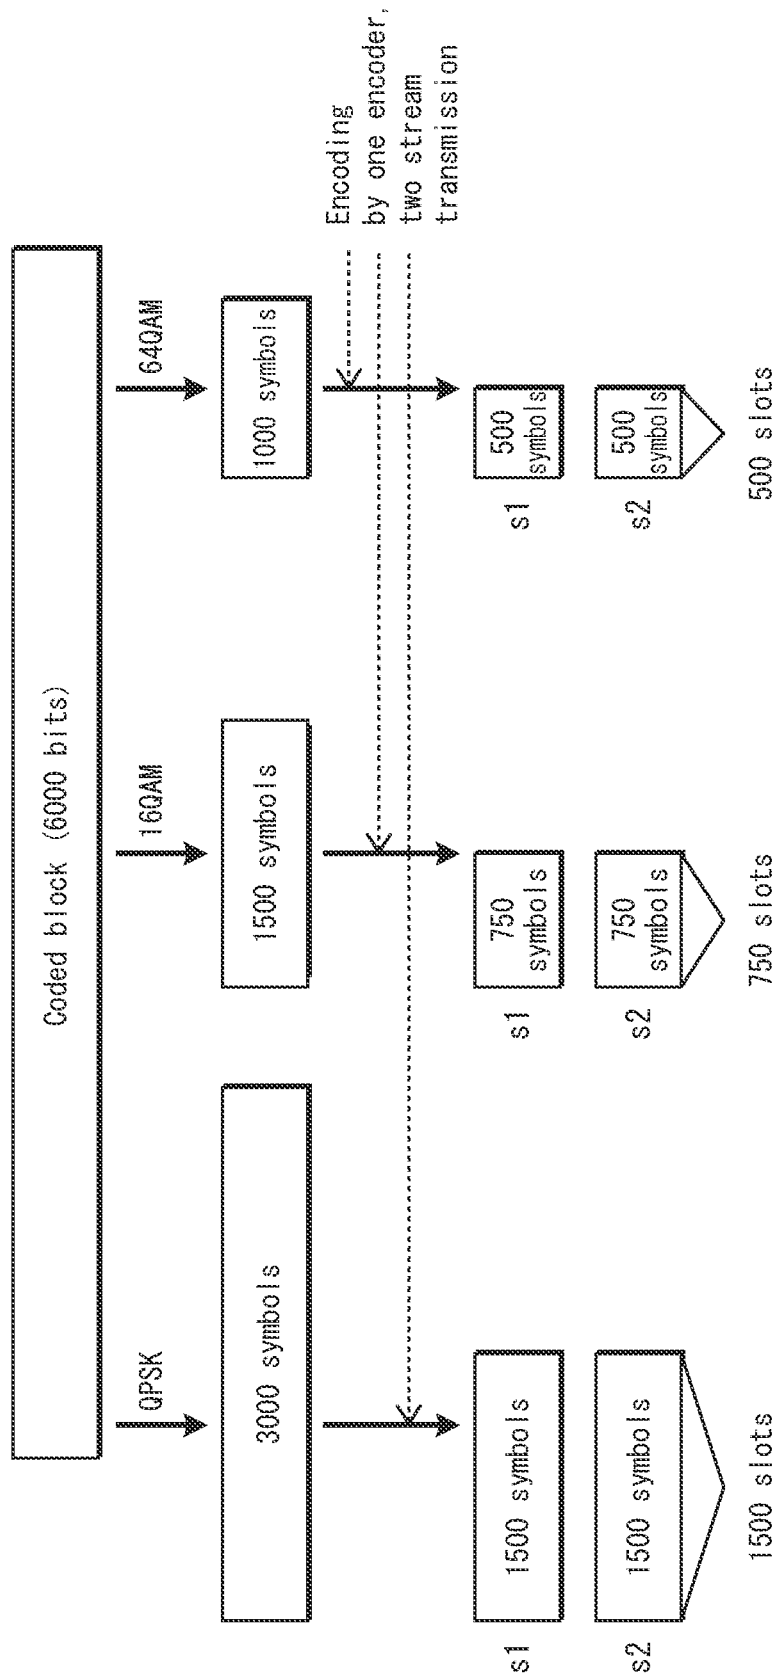 Coded block (6000 bits)
QPSK
16QAM
64QAM
3000 symbols
1500 symbols
1000 symbols
Encoding
by one encoder,
two stream
transmission
s1
1500 symbols
s1
750
symbols
s1
500
symbols
s2
1500 symbols
s2
750
symbols
s2
500
symbols
1500 slots
750 slots
500 slots